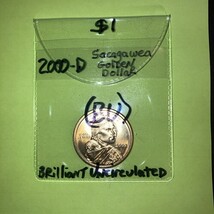 $1
2000-D Sacagawea
Golden
Dollar
(BU)
Brilliant Uncirculated